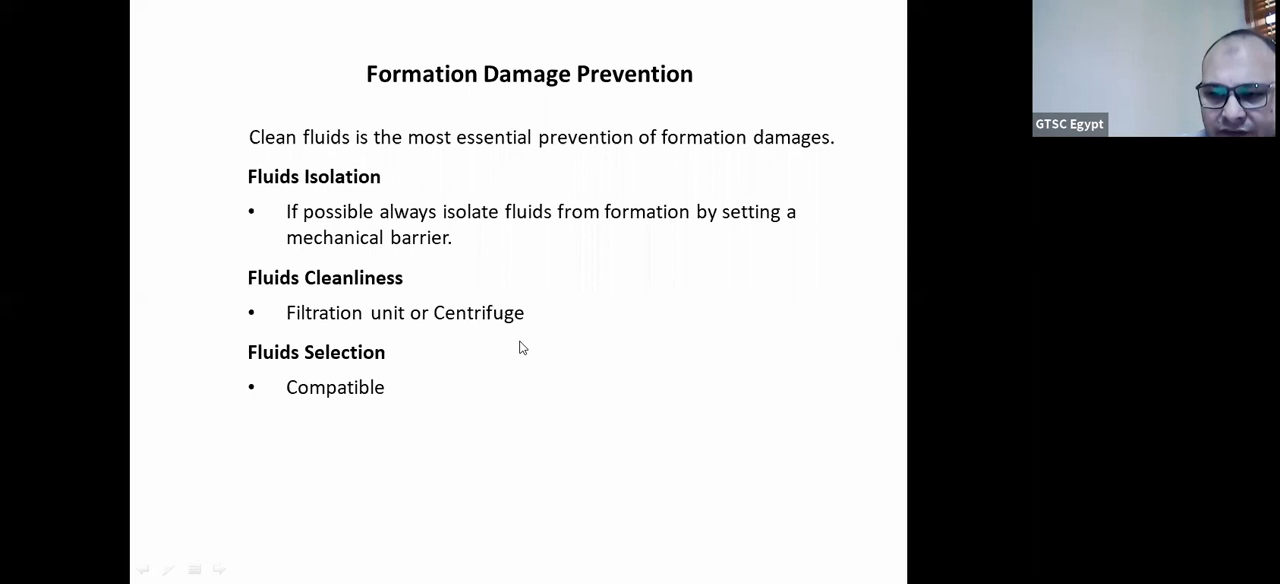 Formation Damage Prevention
Clean fluids is the most essential prevention of formation damages.
Fluids Isolation
• If possible always isolate fluids from formation by setting a
mechanical barrier.
Fluids Cleanliness
• Filtration unit or Centrifuge
Fluids Selection
• Compatible
GTSC Egypt